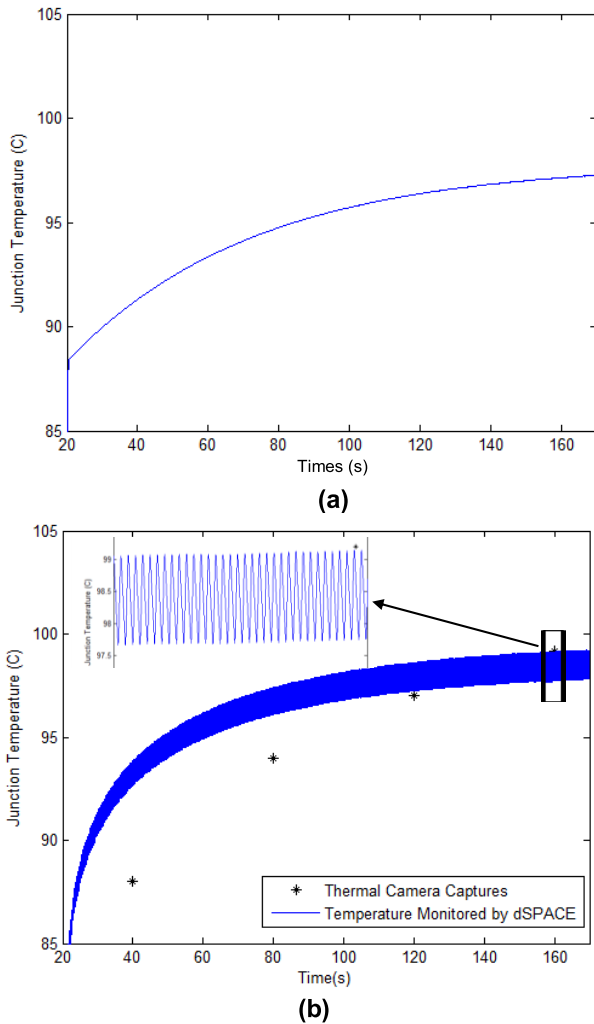 105
100
95
90
85
Junction Temperature (C)
20 40 60 80 100 120 140 160
Times (s)
(a)
105
100
95
90
85
Junction Temperature (C)
99
98.5
98
97.5
Junction Temperature (C)
Thermal Camera Captures
Temperature Monitored by dSPACE
20 40 60 80 100 120 140 160
Time(s)
(b)